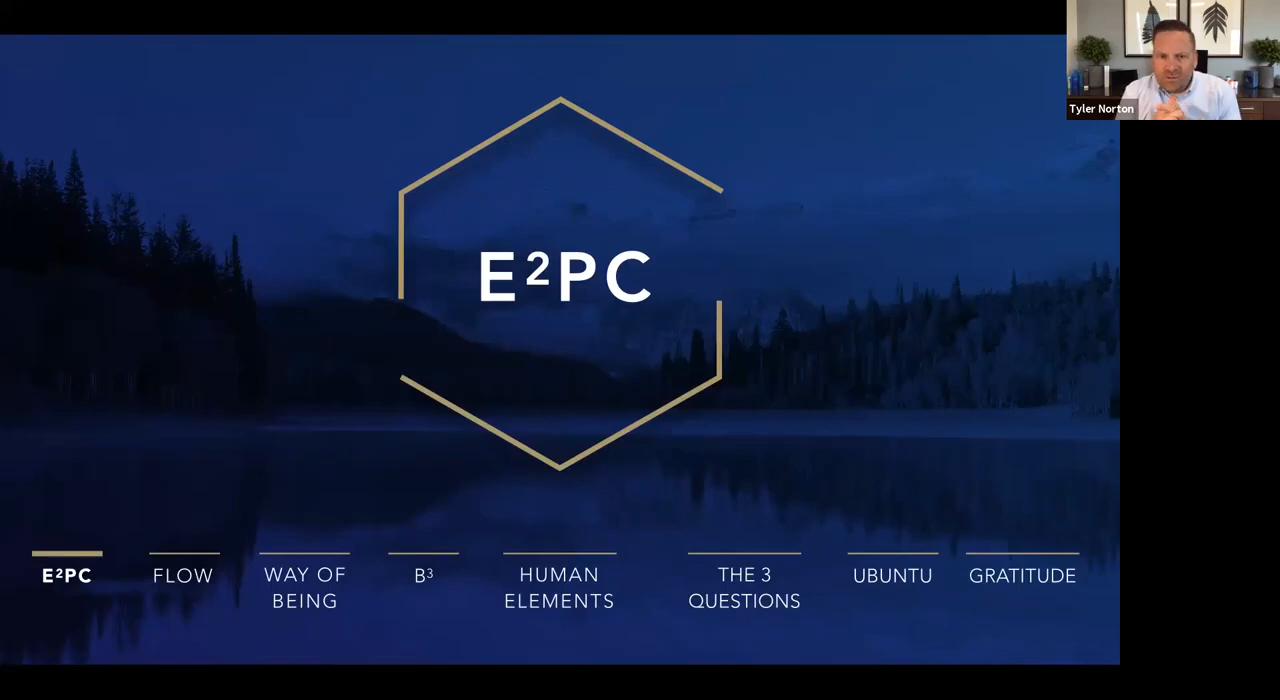 Tyler Norton
E²PC
E²PC
FLOW
WAY OF
BEING
B³
HUMAN
ELEMENTS
THE 3
QUESTIONS
UBUNTU
GRATITUDE